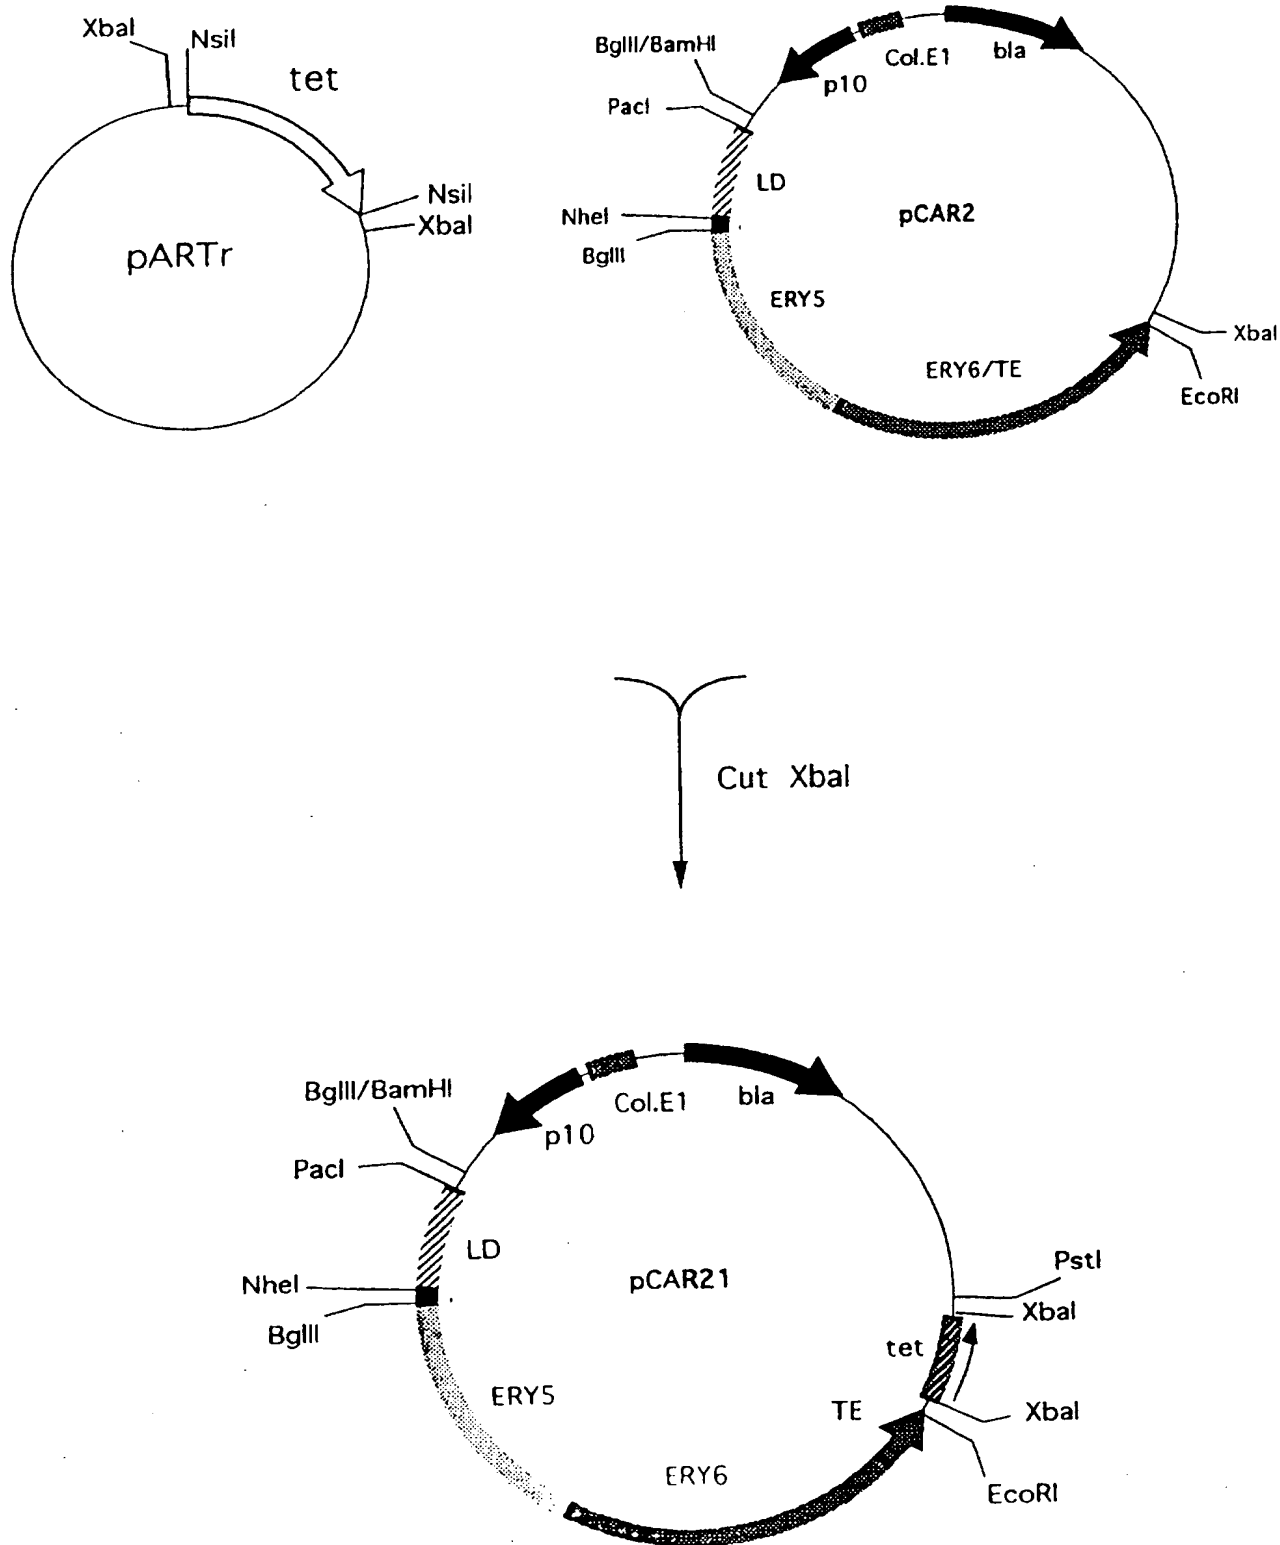 XbaI
NsiI
tet
NsiI
XbaI
pARTr
BglII/BamHI
PacI
p10
Col.E1
bla
LD
NheI
BglII
pCAR2
ERY5
ERY6/TE
XbaI
EcoRI
Cut XbaI
BglII/BamHI
PacI
p10
Col.E1
bla
LD
NheI
BglII
pCAR21
PstI
XbaI
tet
ERY5
TE
XbaI
ERY6
EcoRI